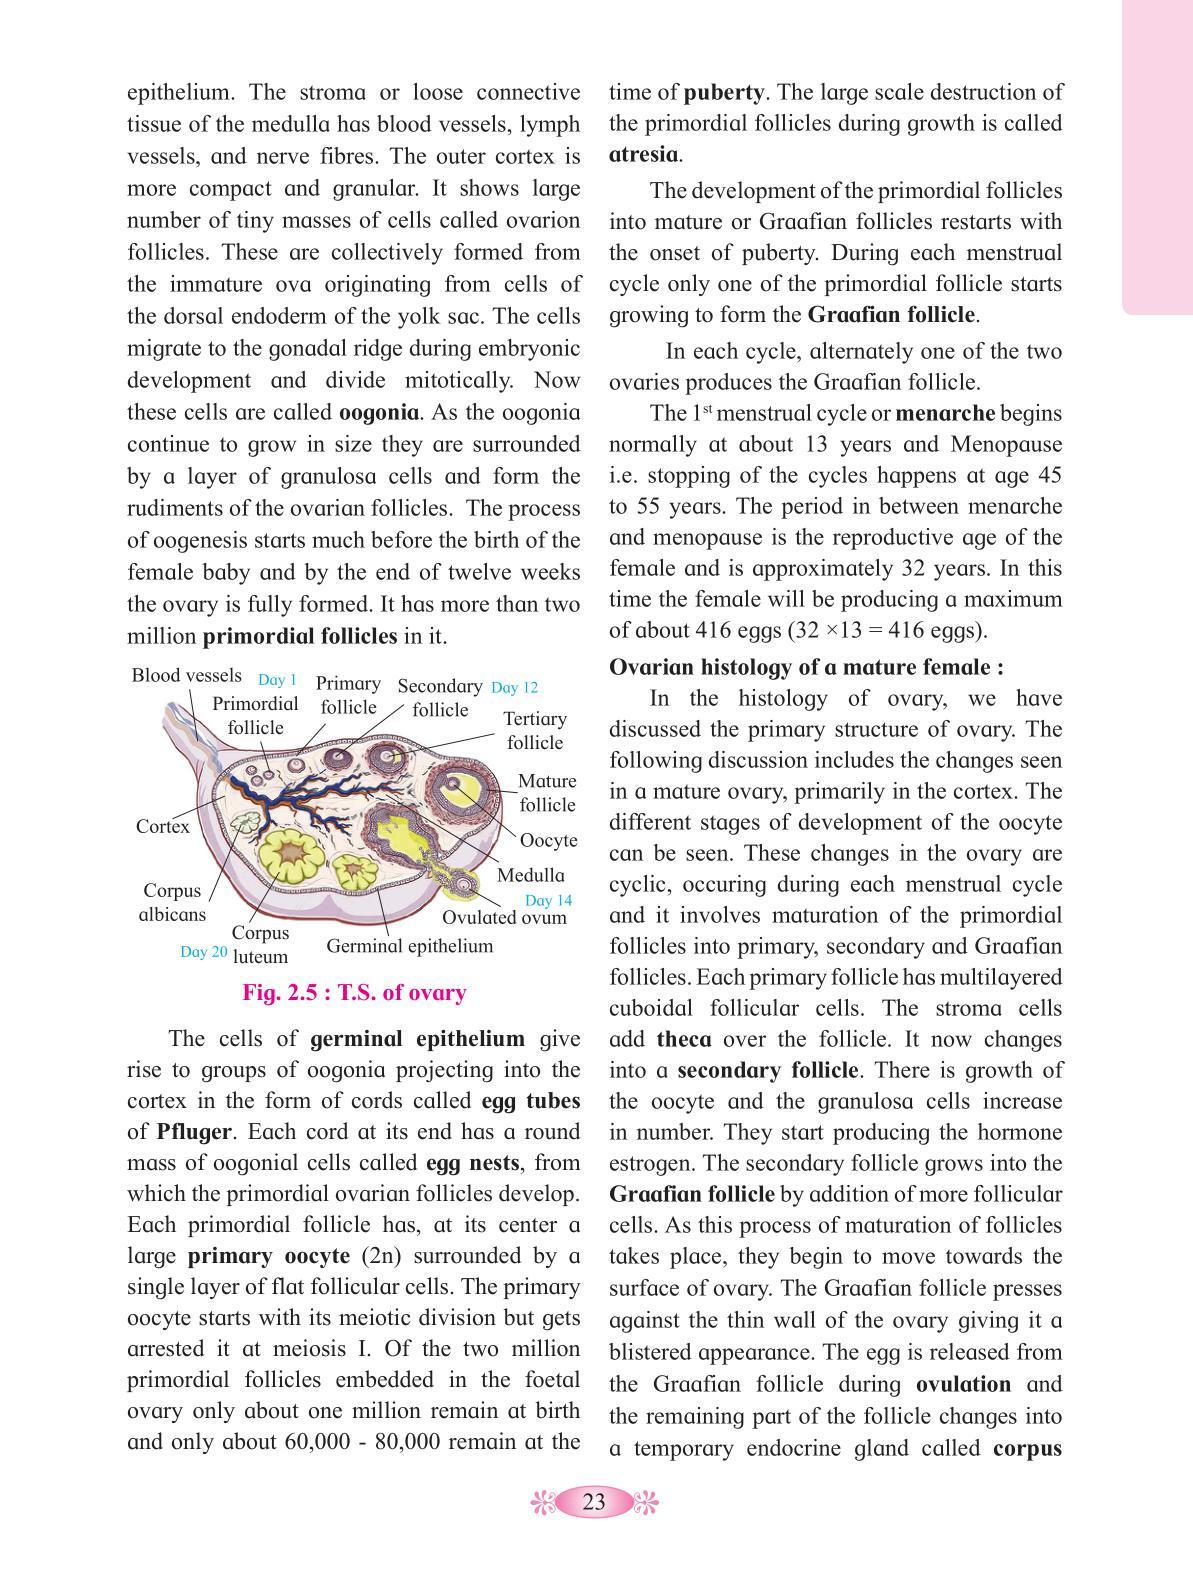 epithelium. The stroma or loose connective
tissue of the medulla has blood vessels, lymph
vessels, and nerve fibres. The outer cortex is
more compact and granular. It shows large
number of tiny masses of cells called ovarion
follicles. These are collectively formed from
the immature ova originating from cells of
the dorsal endoderm of the yolk sac. The cells
migrate to the gonadal ridge during embryonic
development and divide mitotically. Now
these cells are called oogonia. As the oogonia
continue to grow in size they are surrounded
by a layer of granulosa cells and form the
rudiments of the ovarian follicles. The process
of oogenesis starts much before the birth of the
female baby and by the end of twelve weeks
the ovary is fully formed. It has more than two
million primordial follicles in it.
Blood vessels
Day 1
Primordial
follicle
Primary
follicle
Secondary
follicle
Day 12
Tertiary
follicle
Mature
follicle
Cortex
Oocyte
Medulla
Corpus
albicans
Day 14
Ovulated ovum
Corpus
luteum
Day 20
Germinal epithelium
Fig. 2.5 : T.S. of ovary
The cells of germinal epithelium give
rise to groups of oogonia projecting into the
cortex in the form of cords called egg tubes
of Pfluger. Each cord at its end has a round
mass of oogonial cells called egg nests, from
which the primordial ovarian follicles develop.
Each primordial follicle has, at its center a
large primary oocyte (2n) surrounded by a
single layer of flat follicular cells. The primary
oocyte starts with its meiotic division but gets
arrested it at meiosis I. Of the two million
primordial follicles embedded in the foetal
ovary only about one million remain at birth
and only about 60,000 - 80,000 remain at the
time of puberty. The large scale destruction of
the primordial follicles during growth is called
atresia.
The development of the primordial follicles
into mature or Graafian follicles restarts with
the onset of puberty. During each menstrual
cycle only one of the primordial follicle starts
growing to form the Graafian follicle.
In each cycle, alternately one of the two
ovaries produces the Graafian follicle.
The 1st menstrual cycle or menarche begins
normally at about 13 years and Menopause
i.e. stopping of the cycles happens at age 45
to 55 years. The period in between menarche
and menopause is the reproductive age of the
female and is approximately 32 years. In this
time the female will be producing a maximum
of about 416 eggs (32 ×13 = 416 eggs).
Ovarian histology of a mature female :
In the histology of ovary, we have
discussed the primary structure of ovary. The
following discussion includes the changes seen
in a mature ovary, primarily in the cortex. The
different stages of development of the oocyte
can be seen. These changes in the ovary are
cyclic, occuring during each menstrual cycle
and it involves maturation of the primordial
follicles into primary, secondary and Graafian
follicles. Each primary follicle has multilayered
cuboidal follicular cells. The stroma cells
add theca over the follicle. It now changes
into a secondary follicle. There is growth of
the oocyte and the granulosa cells increase
in number. They start producing the hormone
estrogen. The secondary follicle grows into the
Graafian follicle by addition of more follicular
cells. As this process of maturation of follicles
takes place, they begin to move towards the
surface of ovary. The Graafian follicle presses
against the thin wall of the ovary giving it a
blistered appearance. The egg is released from
the Graafian follicle during ovulation and
the remaining part of the follicle changes into
a temporary endocrine gland called corpus
23